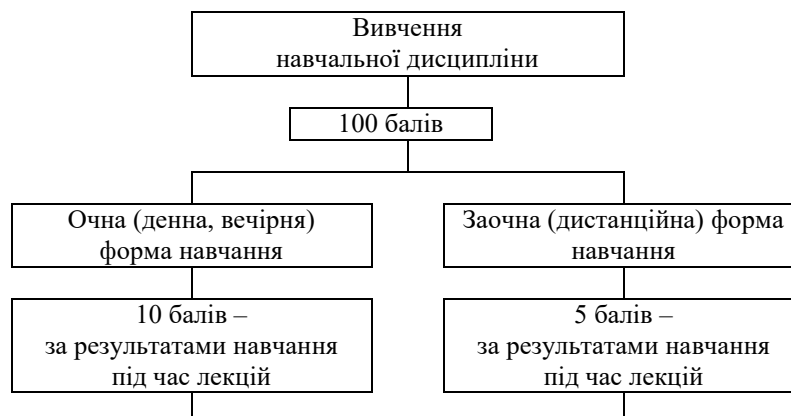 Вивчення
навчальної дисципліни
100 балів
Очна (денна, вечірня)
форма навчання
Заочна (дистанційна) форма
навчання
10 балів –
за результатами навчання
під час лекцій
5 балів –
за результатами навчання
під час лекцій